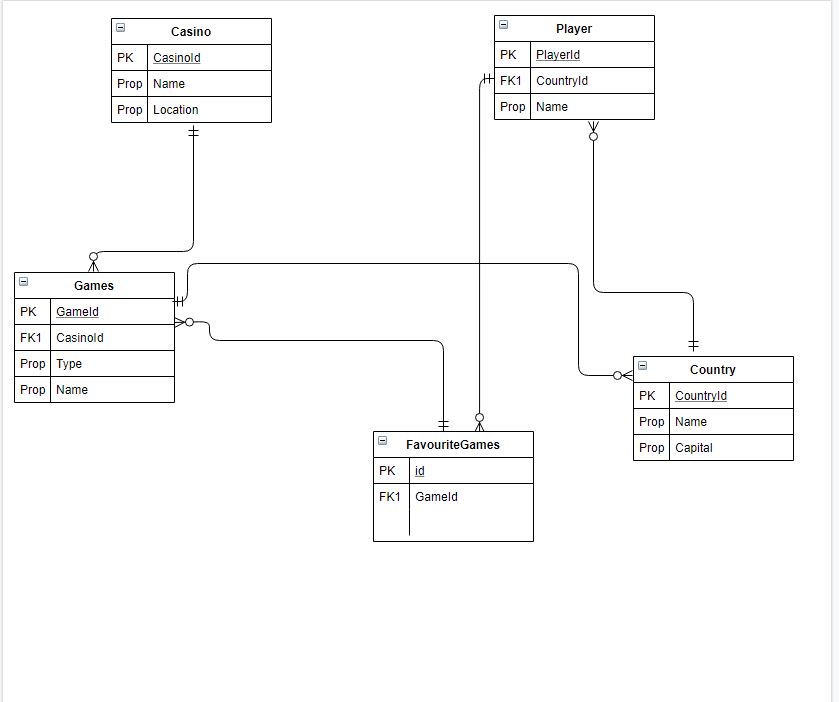 Casino
PK CasinoId
Prop Name
Prop Location
Player
PK PlayerId
FK1 CountryId
Prop Name
Games
PK GameId
FK1 CasinoId
Prop Type
Prop Name
Country
PK CountryId
Prop Name
Prop Capital
FavouriteGames
PK id
FK1 GameId